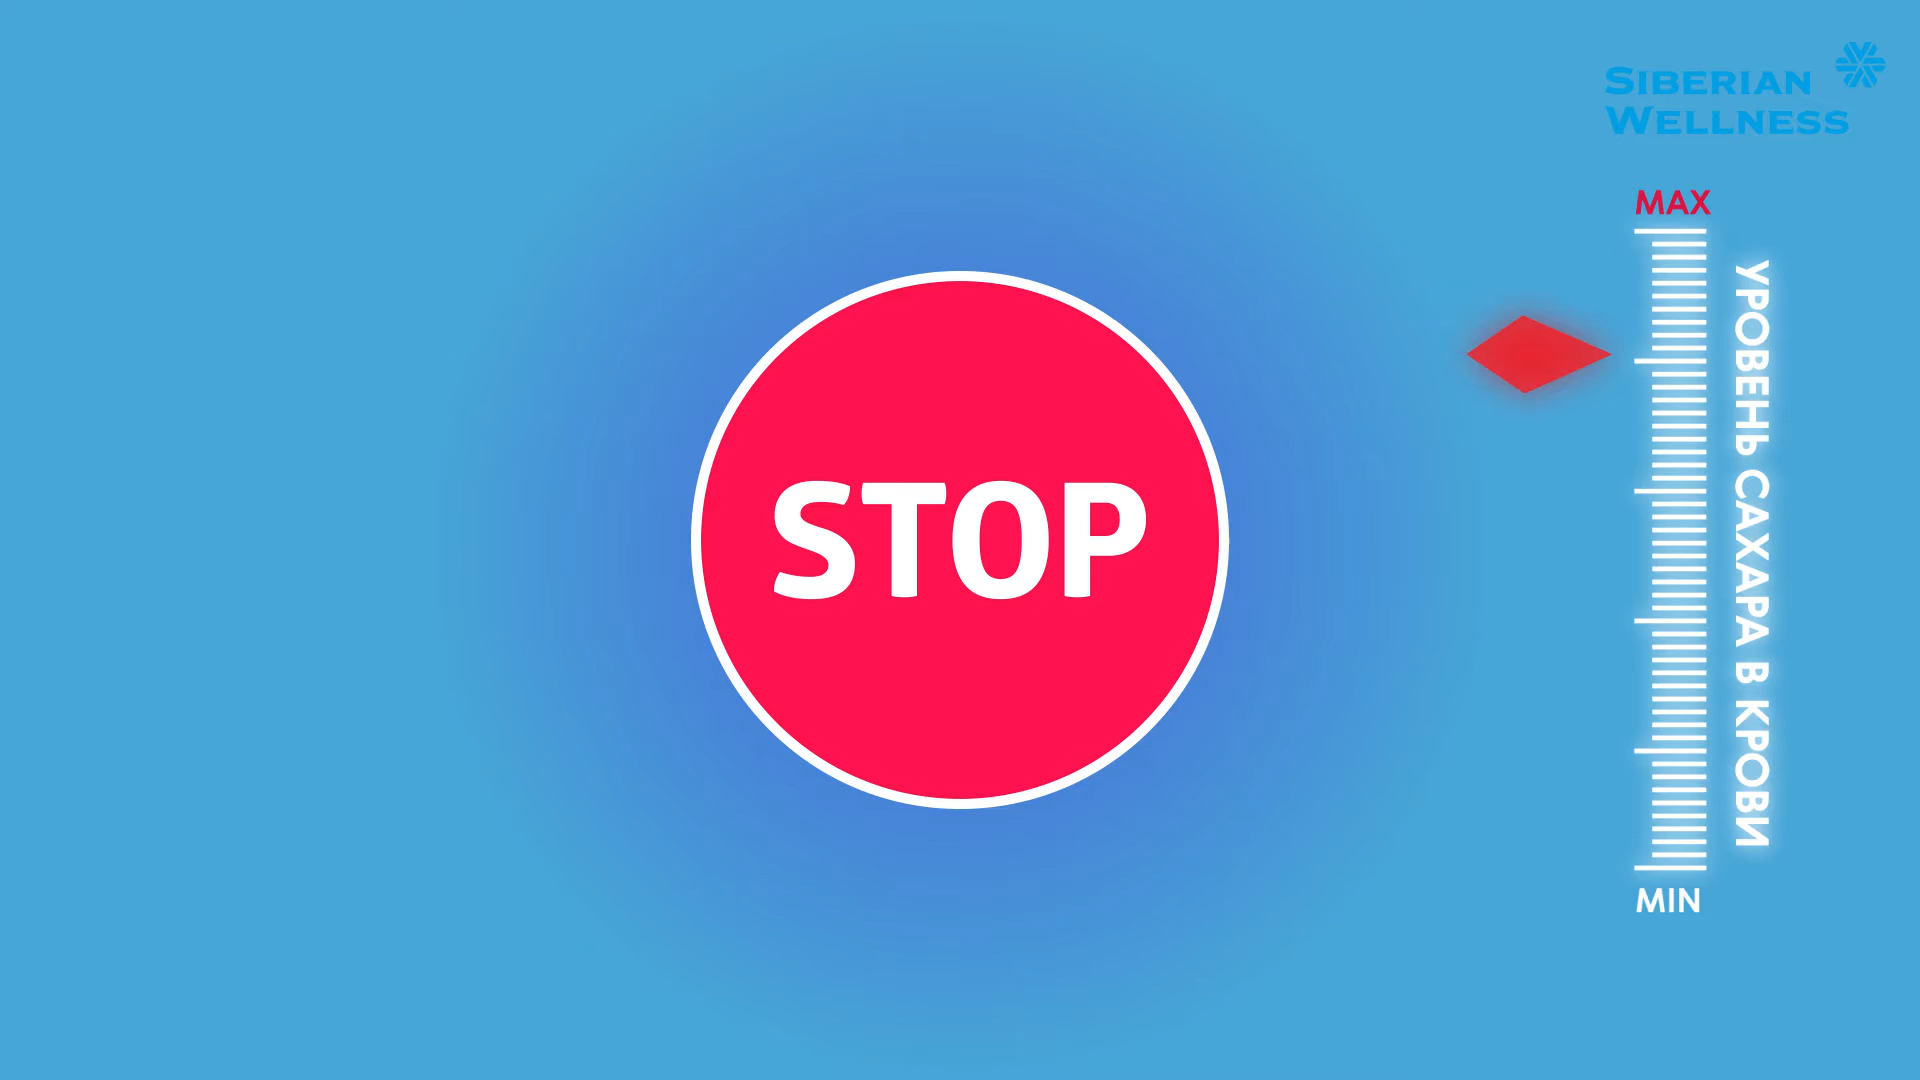 SIBERIAN
WELLNESS
MAX
УРОВЕНЬ САХАРА В КРОВИ
STOP
MIN